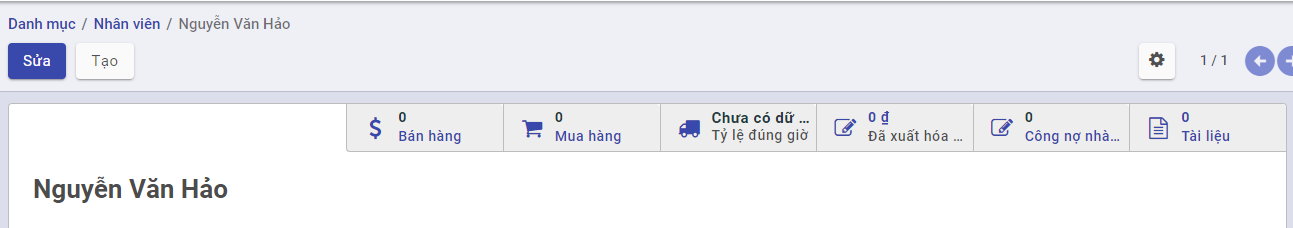 Danh mục / Nhân viên / Nguyễn Văn Hảo
Sửa
Tạo
1 / 1
0
Bán hàng
0
Mua hàng
Chưa có dữ ...
Tỷ lệ đúng giờ
0 ₫
Đã xuất hóa ...
0
Công nợ nhà...
0
Tài liệu
Nguyễn Văn Hảo